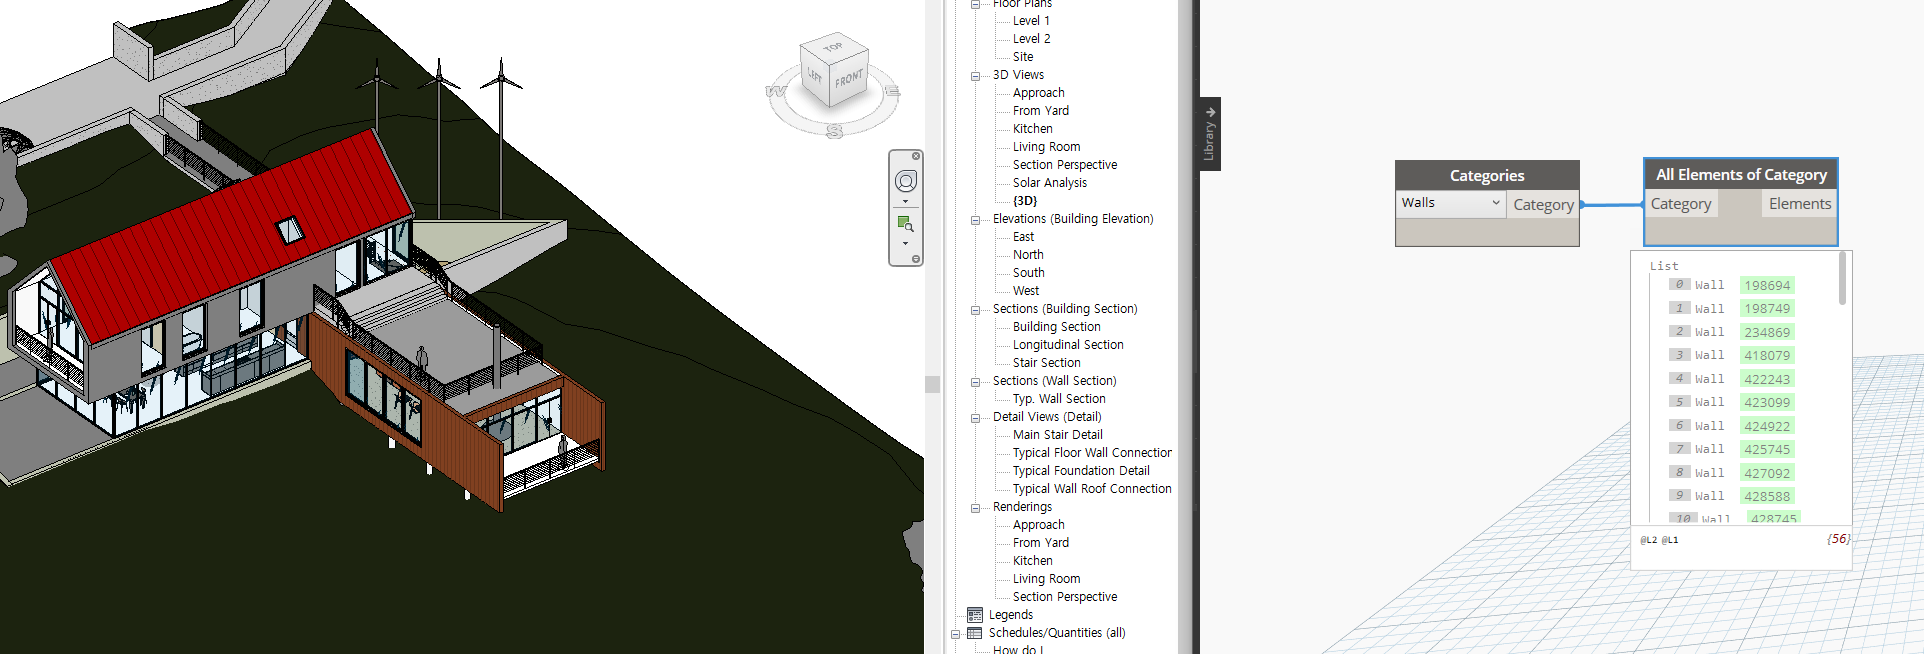 TOP
LEFT
FRONT
W
E
S
Floor Plans
Level 1
Level 2
Site
3D Views
Approach
From Yard
Kitchen
Living Room
Section Perspective
Solar Analysis
{3D}
Elevations (Building Elevation)
East
North
South
West
Sections (Building Section)
Building Section
Longitudinal Section
Stair Section
Sections (Wall Section)
Typ. Wall Section
Detail Views (Detail)
Main Stair Detail
Typical Floor Wall Connection
Typical Foundation Detail
Typical Wall Roof Connection
Renderings
Approach
From Yard
Kitchen
Living Room
Section Perspective
Legends
Schedules/Quantities (all)
How do I
Library
Categories
Walls
Category
All Elements of Category
Category
Elements
List
0 Wall 198694
1 Wall 198749
2 Wall 234869
3 Wall 418079
4 Wall 422243
5 Wall 423099
6 Wall 424922
7 Wall 425745
8 Wall 427092
9 Wall 428588
10 Wall 428745
@L2 @L1
{56}